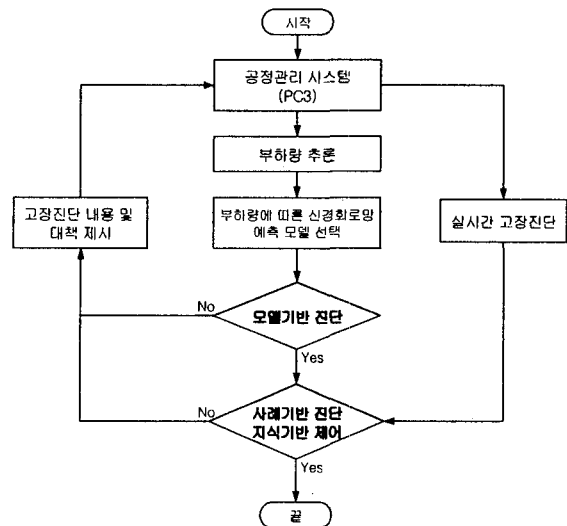 시작
공정관리 시스템
(PC3)
부하량 추론
고장진단 내용 및
대책 제시
부하량에 따른 신경회로망
예측 모델 선택
실시간 고장진단
No
모델기반 진단
Yes
No
사례기반 진단
지식기반 제어
Yes
끝